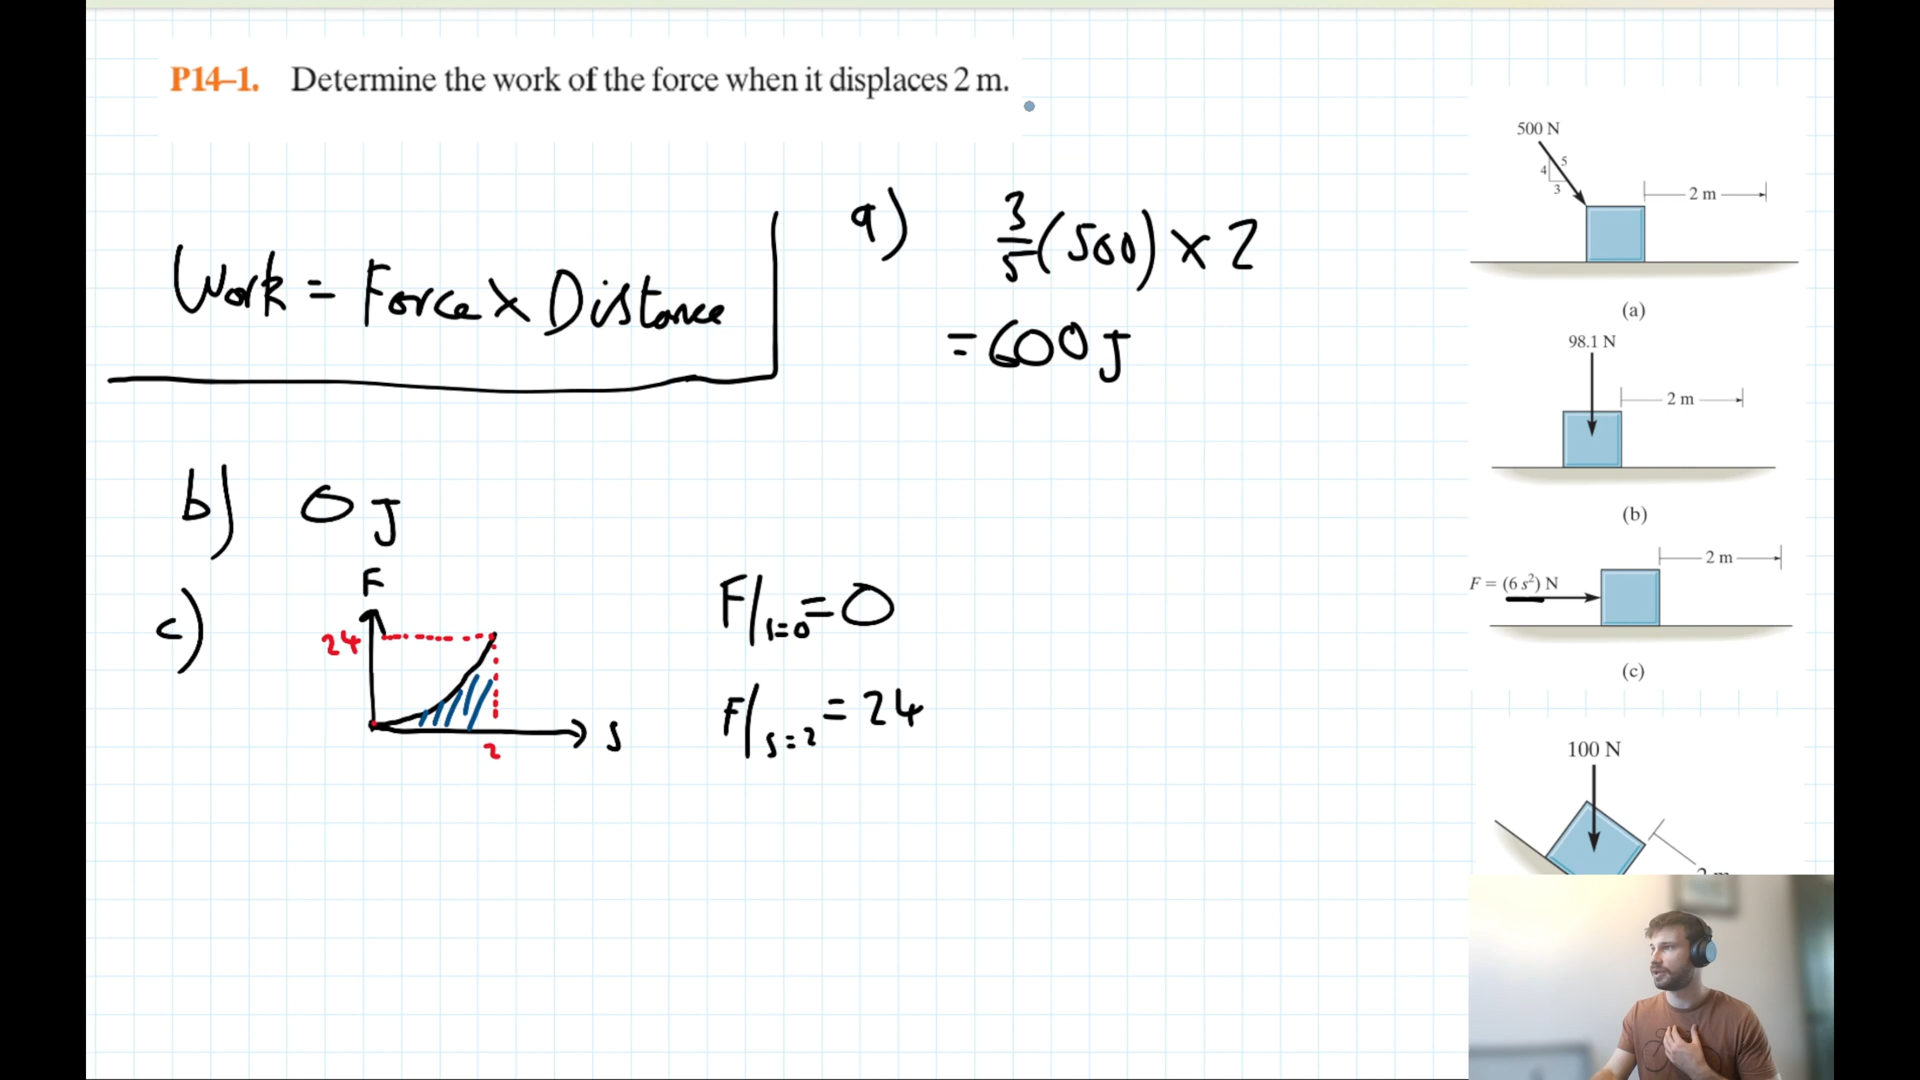 P14–1. Determine the work of the force when it displaces 2 m.
Work = Force × Distance
a) 3/5 (500) × 2
= 600 J
b) 0 J
c)
F
24
2
S
F|s=0 = 0
F|s=2 = 24
500 N
5
4
3
2 m
(a)
98.1 N
2 m
(b)
2 m
F = (6 s²) N
(c)
100 N